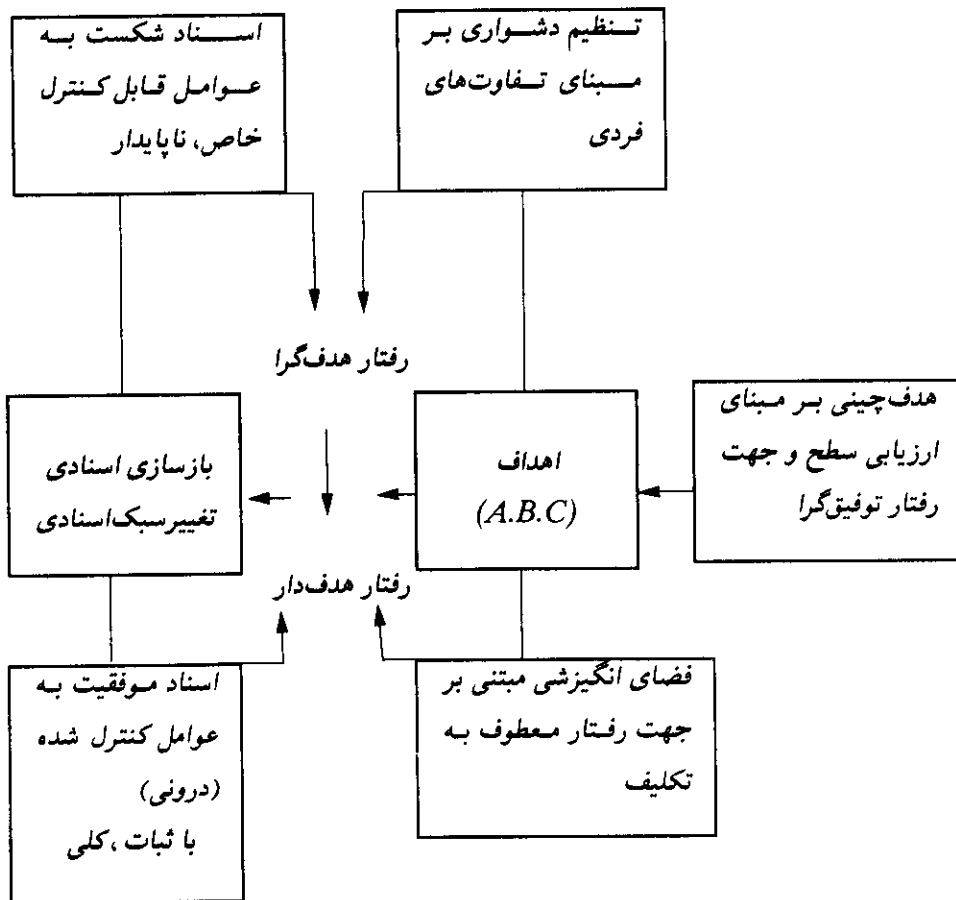 تنظیم دشواری بر
مبنای تفاوت‌های
فردی
اسناد شکست به
عوامل قابل کنترل
خاص، ناپایدار
رفتار هدف‌گرا
هدف‌چینی بر مبنای
ارزیابی سطح و جهت
رفتار توفیق‌گرا
اهداف
(A.B.C)
بازسازی اسنادی
تغییر سبک اسنادی
رفتار هدف‌دار
فضای انگیزشی مبتنی بر
جهت رفتار معطوف به
تکلیف
اسناد موفقیت به
عوامل کنترل شده
(درونی)
با ثبات ،کلی